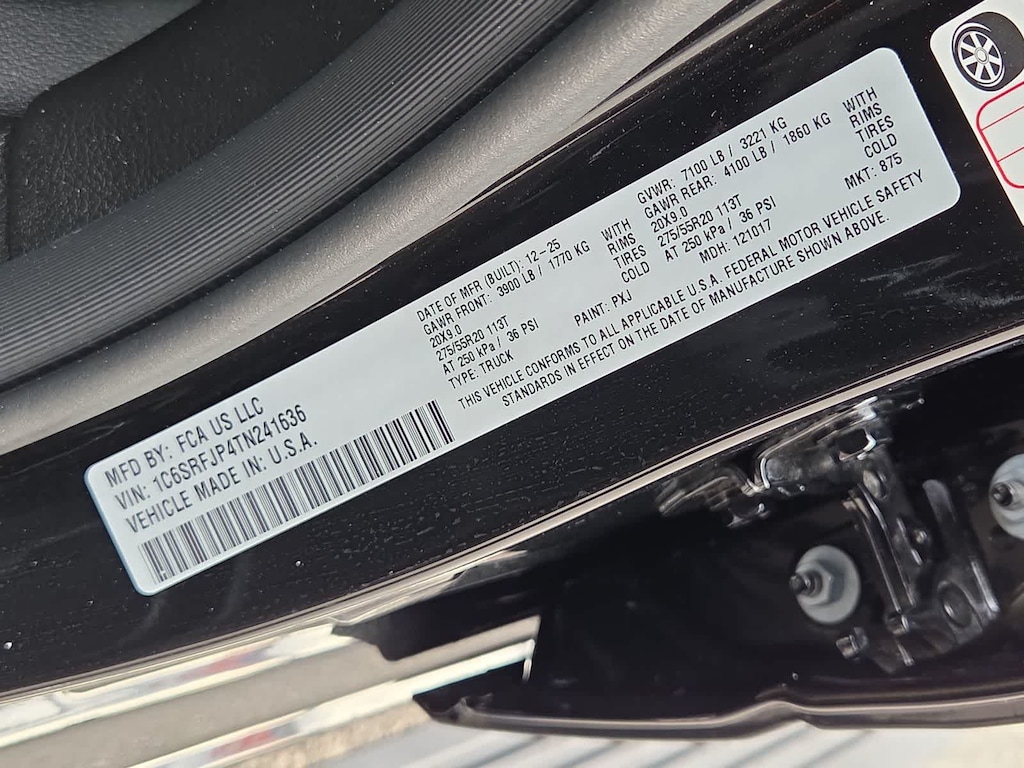 MFD BY: FCA US LLC
VIN: 1C6SRFJP4TN241636
VEHICLE MADE IN: U.S.A.
DATE OF MFR (BUILT): 12-25
GAWR FRONT: 3900 LB / 1770 KG WITH
20X9.0 RIMS
275/55R20 113T TIRES
AT 250 kPa / 36 PSI COLD
TYPE: TRUCK PAINT: PXJ
GVWR: 7100 LB / 3221 KG
GAWR REAR: 4100 LB / 1860 KG WITH
20X9.0 RIMS
275/55R20 113T TIRES
AT 250 kPa / 36 PSI COLD
MDH: 121017 MKT: 875
THIS VEHICLE CONFORMS TO ALL APPLICABLE U.S.A. FEDERAL MOTOR VEHICLE SAFETY
STANDARDS IN EFFECT ON THE DATE OF MANUFACTURE SHOWN ABOVE.